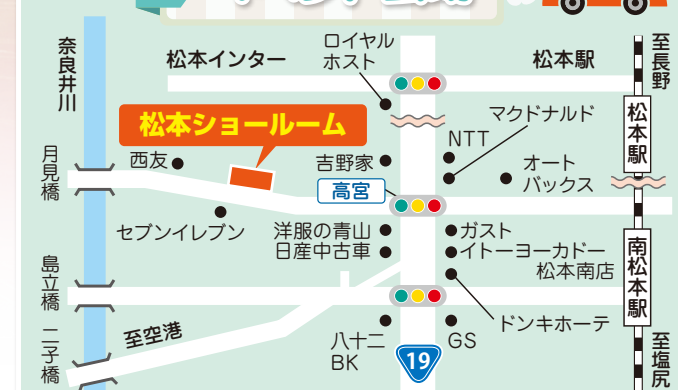 ロイヤル
ホスト
松本インター
松本駅
至長野
奈良井川
松本ショールーム
マクドナルド
松本駅
NTT
月見橋
西友
吉野家
オート
バックス
高宮
セブンイレブン
洋服の青山
日産中古車
ガスト
イトーヨーカドー
松本南店
南松本駅
島立橋
ドンキホーテ
至空港
八十二
BK
19
GS
二子橋
至塩尻